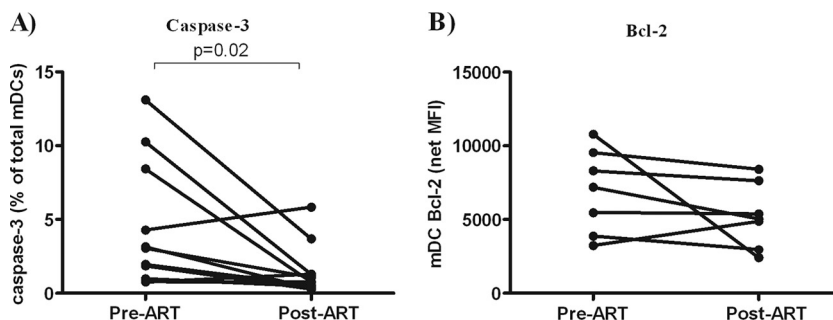 A)
Caspase-3
p=0.02
caspase-3 (% of total mDCs)
15
10
5
0
Pre-ART Post-ART
B)
Bcl-2
mDC Bcl-2 (net MFI)
15000
10000
5000
0
Pre-ART Post-ART